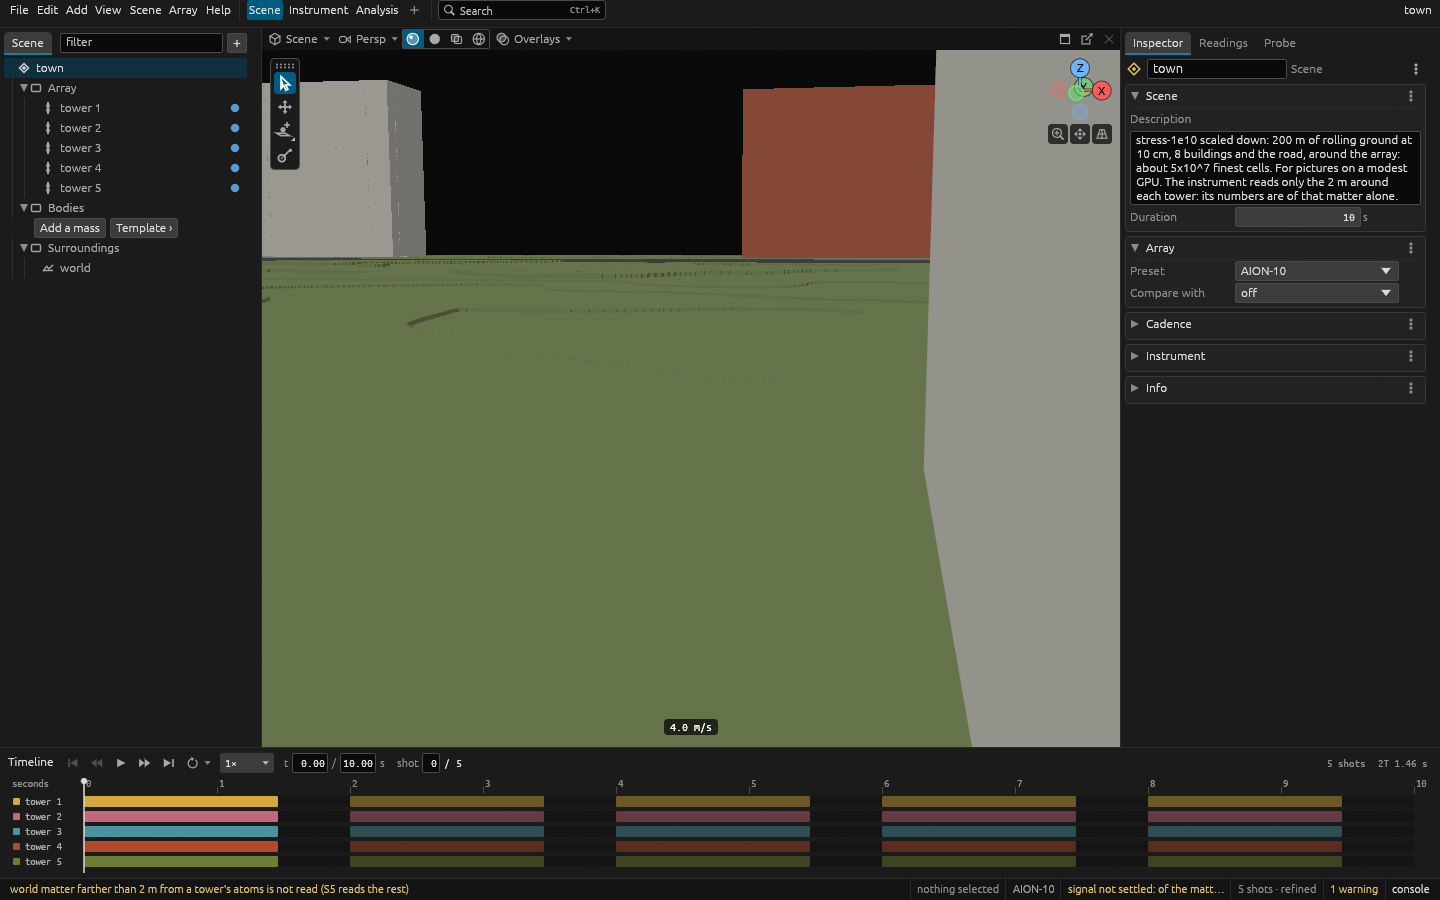 File Edit Add View Scene Array Help Scene Instrument Analysis + Search Ctrl+K town
Scene filter +
town
Array
tower 1
tower 2
tower 3
tower 4
tower 5
Bodies
Add a mass Template ›
Surroundings
world
Scene Persp Overlays
Z
Y
X
4.0 m/s
Inspector Readings Probe
town Scene
Scene
Description
stress-1e10 scaled down: 200 m of rolling ground at
10 cm, 8 buildings and the road, around the array:
about 5x10^7 finest cells. For pictures on a modest
GPU. The instrument reads only the 2 m around
each tower: its numbers are of that matter alone.
Duration 10 s
Array
Preset AION-10
Compare with off
Cadence
Instrument
Info
Timeline 1× t 0.00 / 10.00 s shot 0 / 5 5 shots 2T 1.46 s
seconds 0 1 2 3 4 5 6 7 8 9 10
tower 1
tower 2
tower 3
tower 4
tower 5
world matter farther than 2 m from a tower's atoms is not read (S5 reads the rest) nothing selected AION-10 signal not settled: of the matt… 5 shots · refined 1 warning console